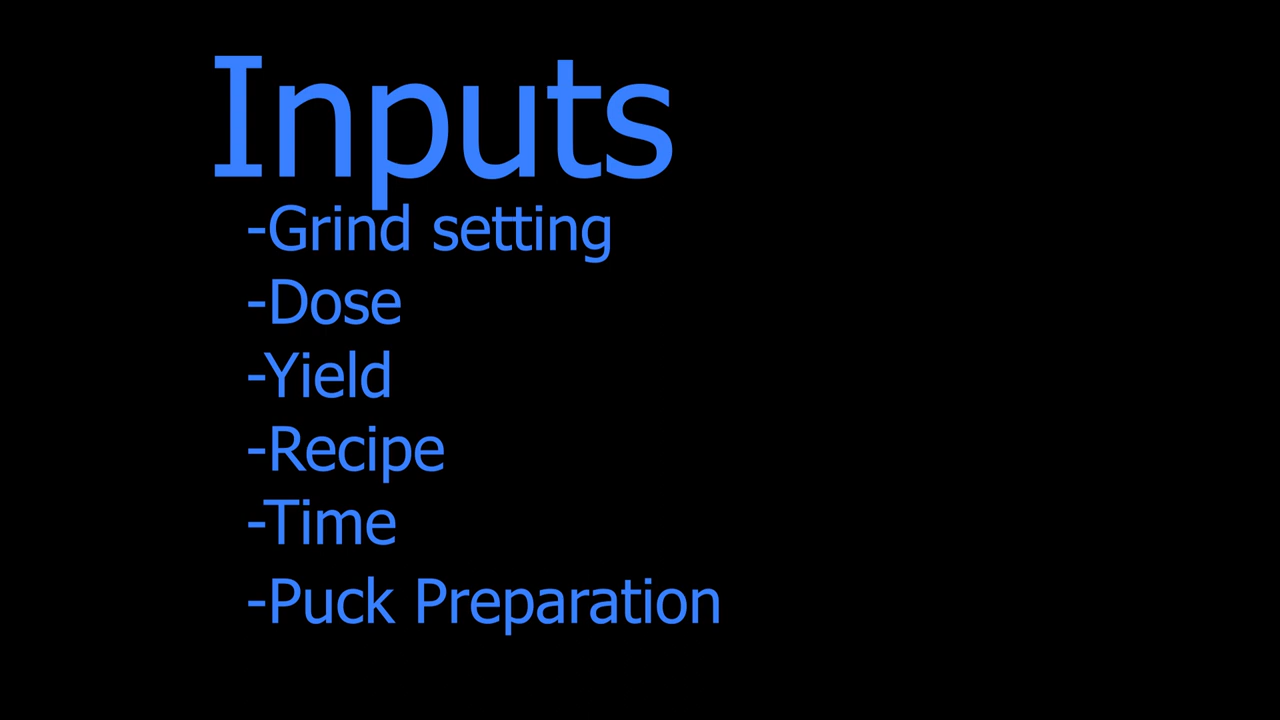 Inputs
-Grind setting
-Dose
-Yield
-Recipe
-Time
-Puck Preparation